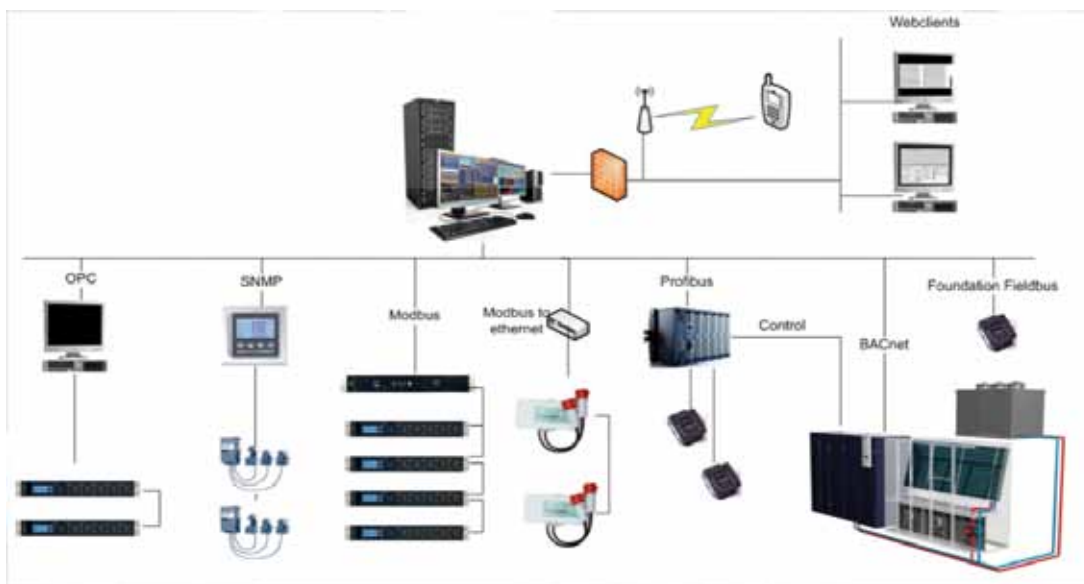 Webclients
OPC
SNMP
Modbus
Modbus to
ethernet
Profibus
Control
BACnet
Foundation Fieldbus